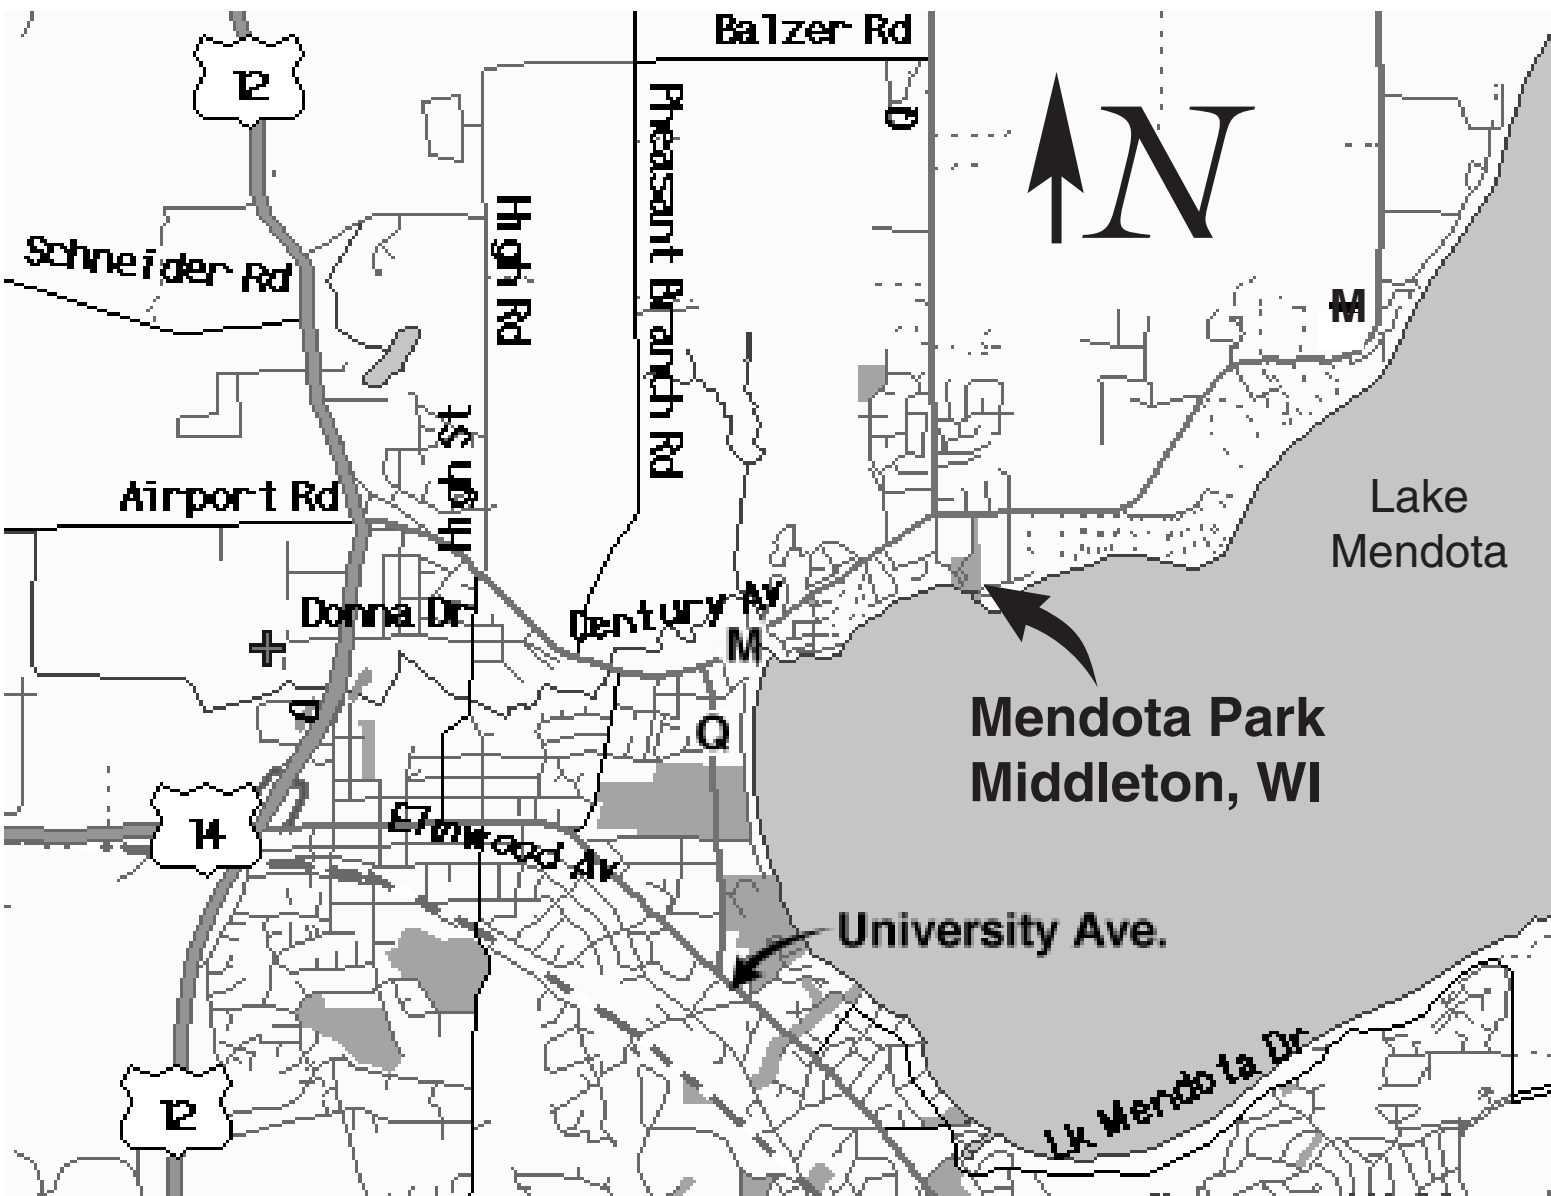 Balzer Rd
12
Pheasant Branch Rd
Q
N
High Rd
Schneider Rd
M
High St
Airport Rd
Lake
Mendota
Donna Dr
Century Av
M
Mendota Park
Middleton, WI
Q
Q
14
Elmwood Av
University Ave.
Lk Mendota Dr
12